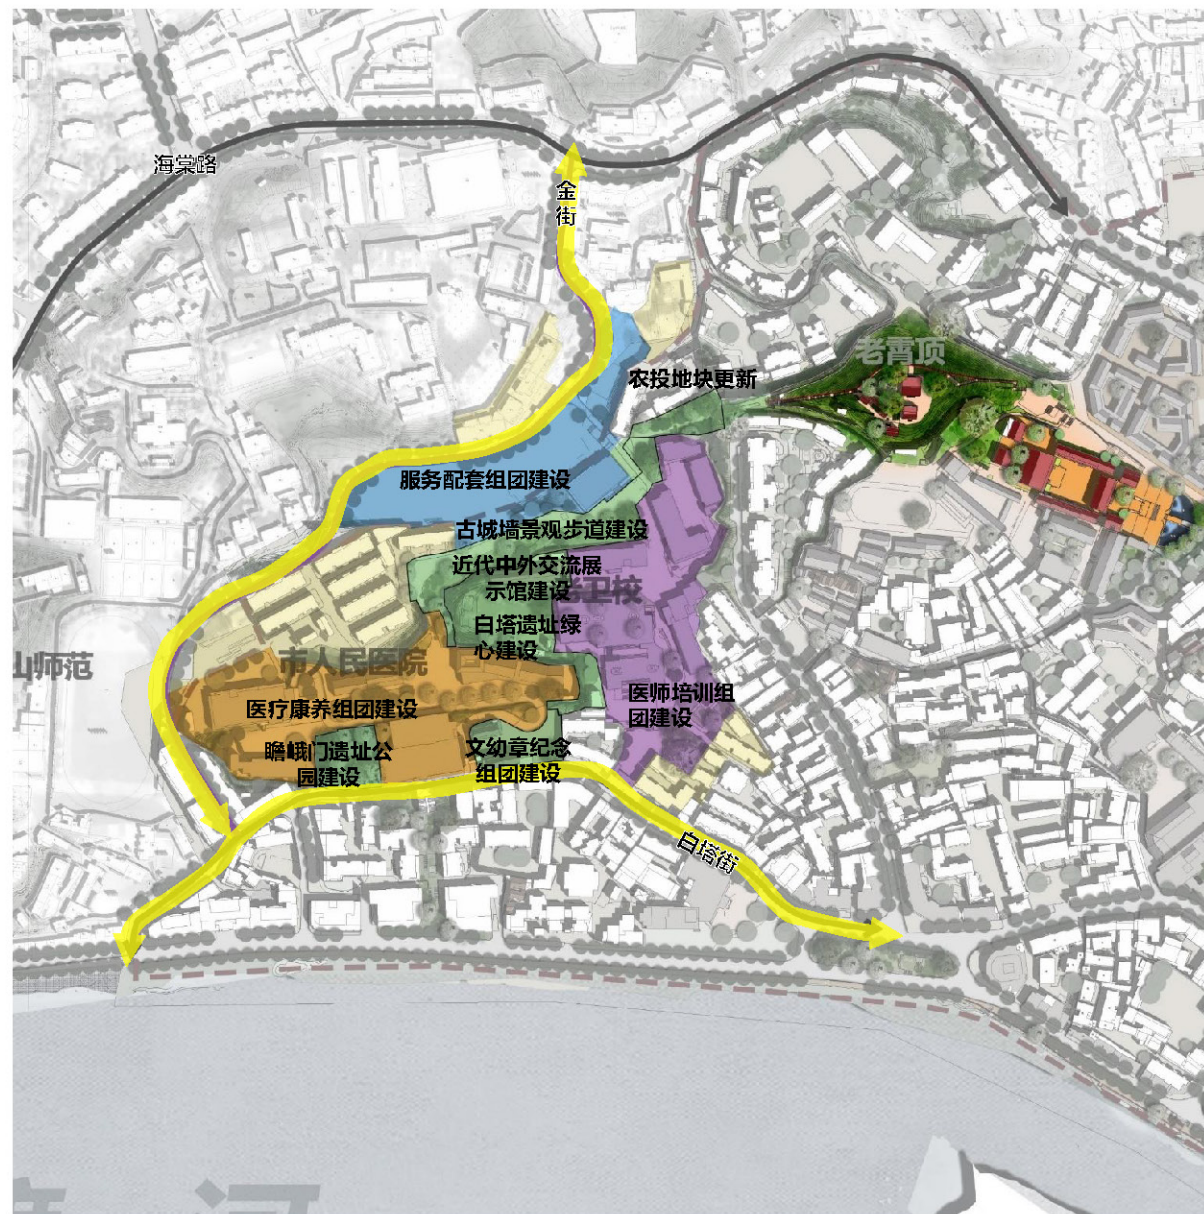 海棠路
金
街
老霄顶
农投地块更新
服务配套组团建设
古城墙景观步道建设
近代中外交流展
示馆建设
卫校
白塔遗址绿
心建设
山师范
市人民医院
医疗康养组团建设
医师培训组
团建设
瞻峨门遗址公
园建设
文幼章纪念
组团建设
白塔街
河